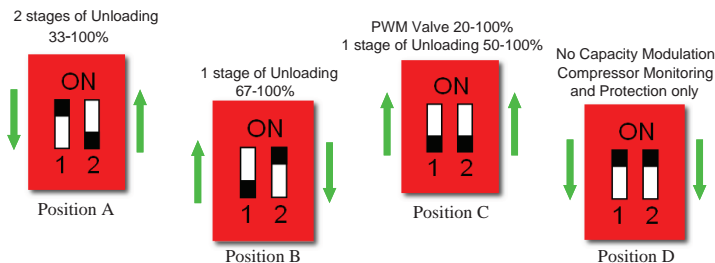 2 stages of Unloading
33-100%
ON
1 2
Position A
1 stage of Unloading
67-100%
ON
1 2
Position B
PWM Valve 20-100%
1 stage of Unloading 50-100%
ON
1 2
Position C
No Capacity Modulation
Compressor Monitoring
and Protection only
ON
1 2
Position D